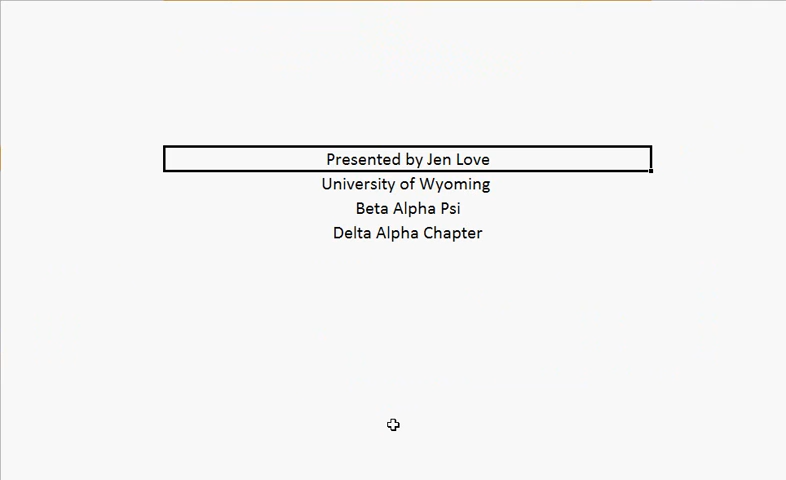 Presented by Jen Love
University of Wyoming
Beta Alpha Psi
Delta Alpha Chapter